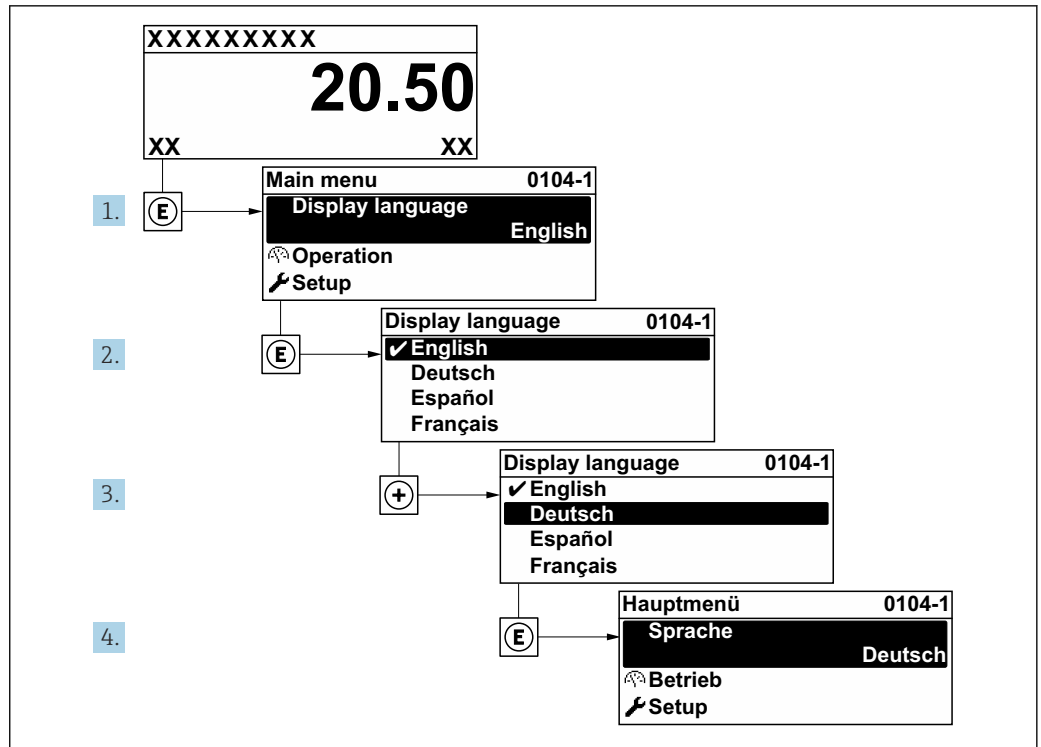 XXXXXXXXX
20.50
XX XX
1. E
Main menu 0104-1
Display language
English
Operation
Setup
2. E
Display language 0104-1
✔ English
Deutsch
Español
Français
3. +
Display language 0104-1
✔ English
Deutsch
Español
Français
4. E
Hauptmenü 0104-1
Sprache
Deutsch
Betrieb
Setup